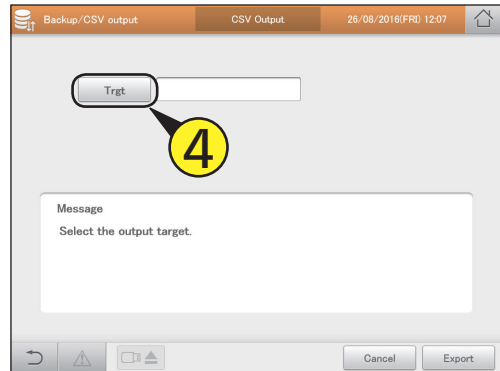 Backup/CSV output CSV Output 26/08/2016(FRI) 12:07
Trgt
4
Message
Select the output target.
Cancel Export